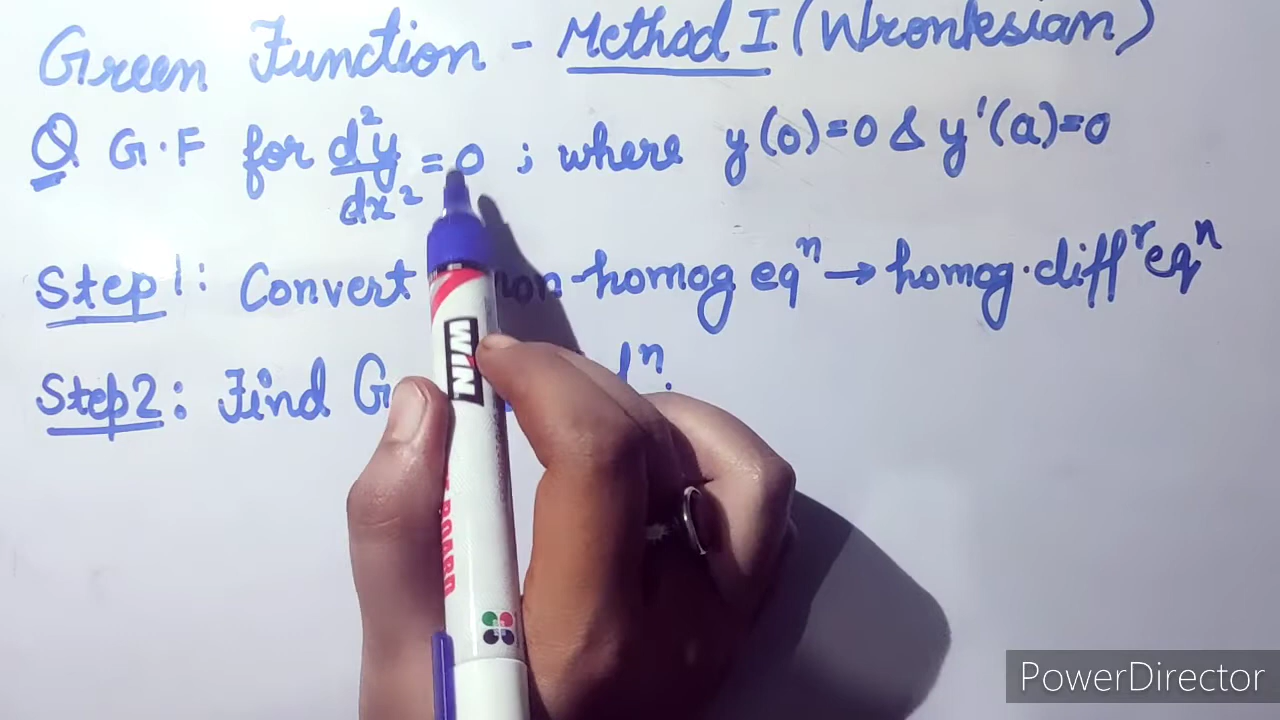 Green Function - Method I (Wronkesian)
Q G.F for d²y/dx² = 0 ; where y(0)=0 & y'(a)=0
Step 1: Convert non-homog eqⁿ → homog. diffʳ eqⁿ
Step 2: Find G
WiN
BOARD
PowerDirector